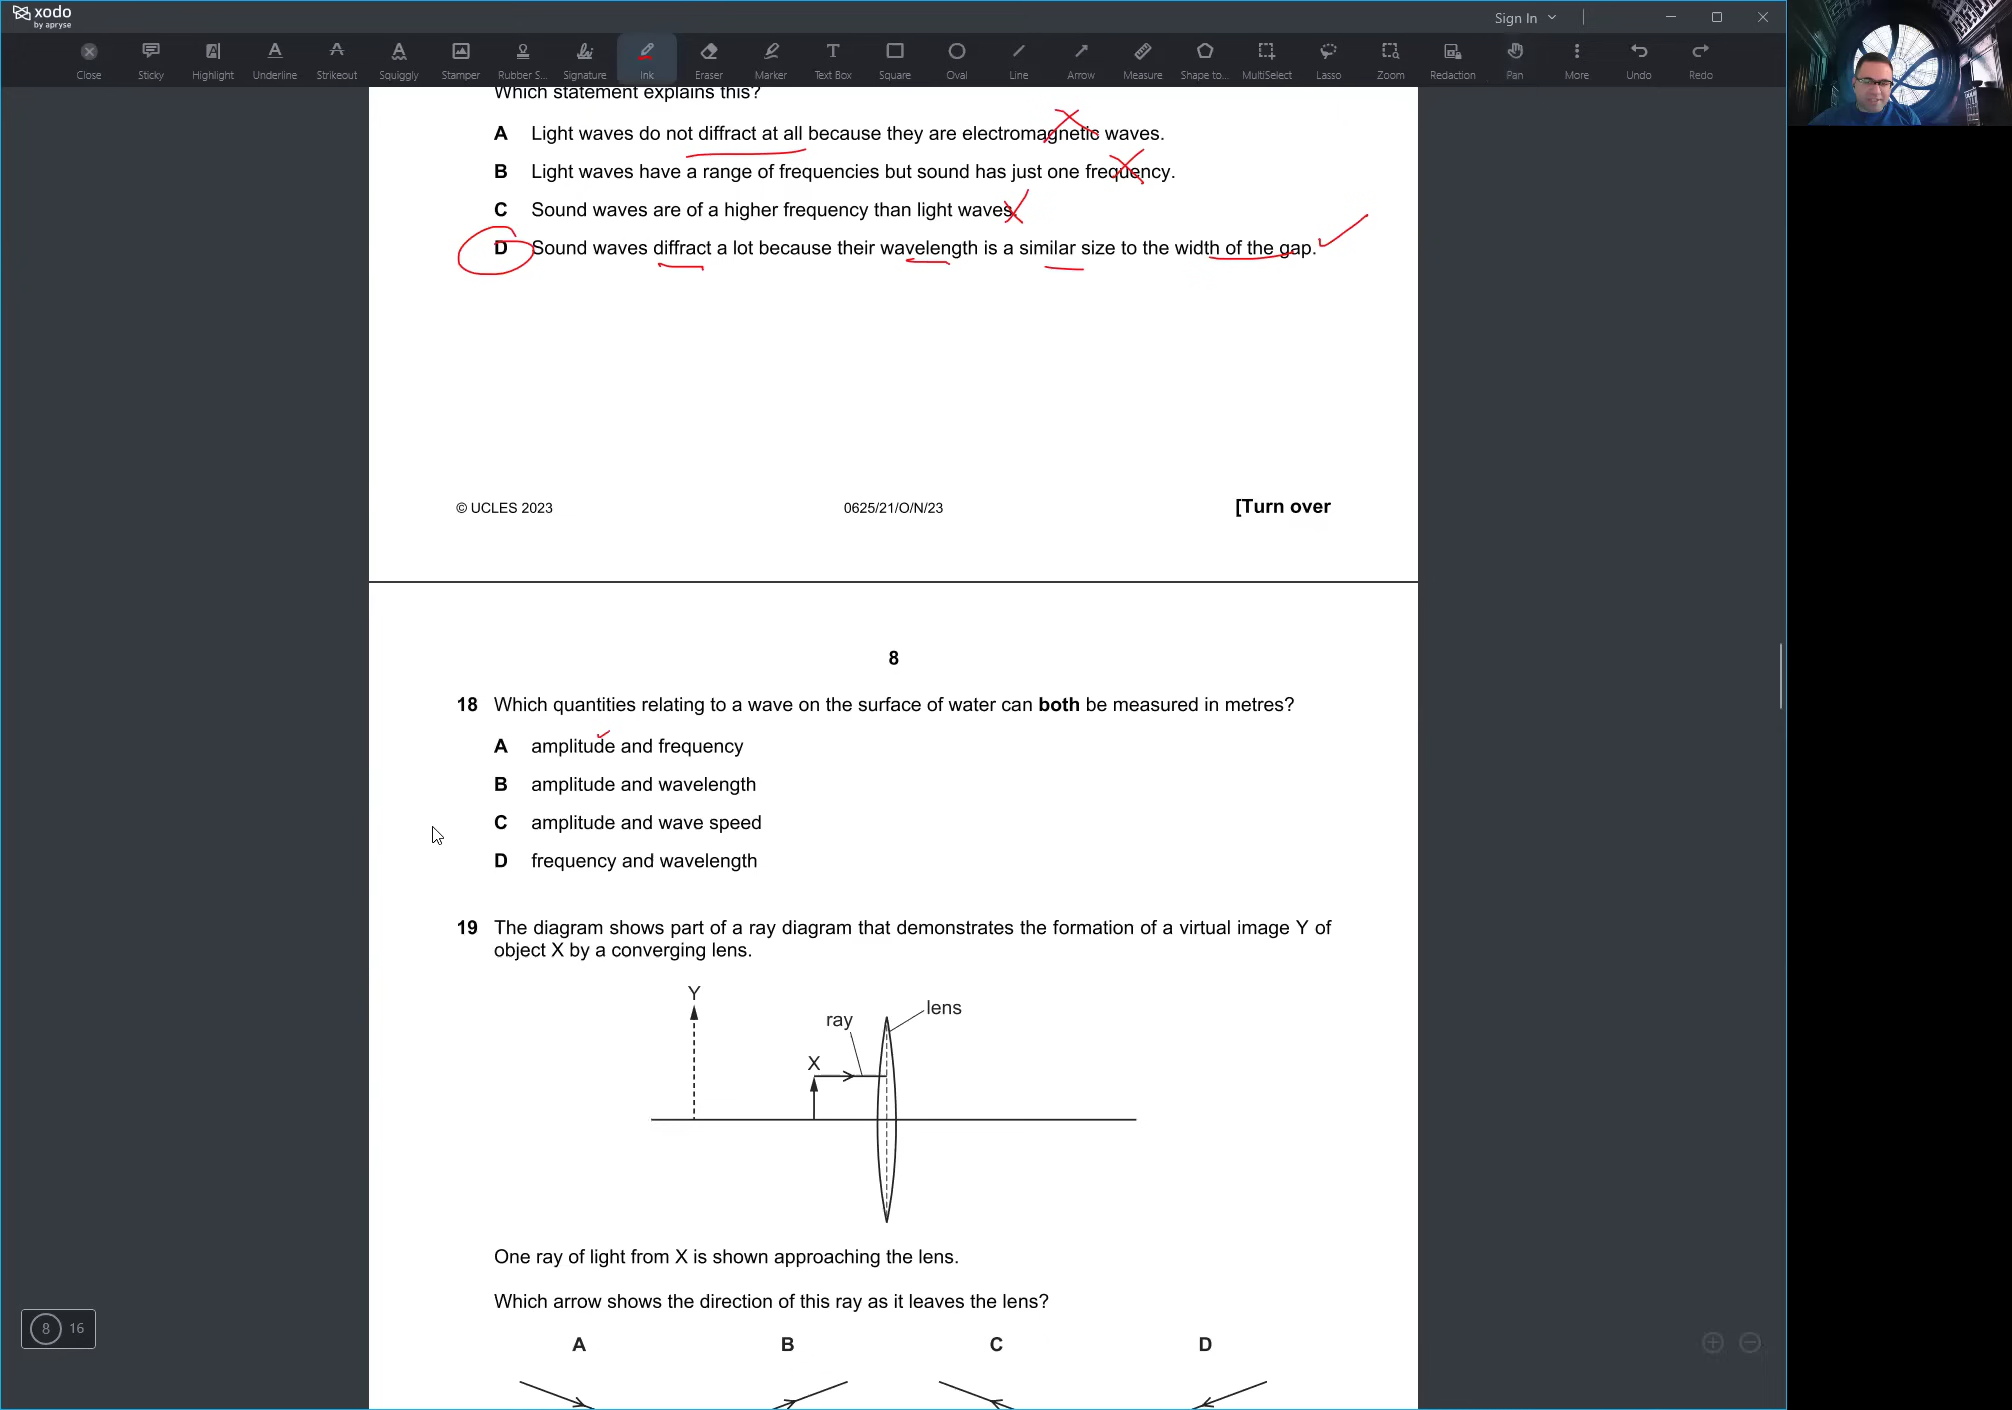 xodo
by apryse
Sign In
Close Sticky Highlight Underline Strikeout Squiggly Stamper Rubber S... Signature Ink Eraser Marker Text Box Square Oval Line Arrow Measure Shape to... MultiSelect Lasso Zoom Redaction Pan More Undo Redo
Which statement explains this?
A Light waves do not diffract at all because they are electromagnetic waves.
B Light waves have a range of frequencies but sound has just one frequency.
C Sound waves are of a higher frequency than light waves.
D Sound waves diffract a lot because their wavelength is a similar size to the width of the gap.
© UCLES 2023 0625/21/O/N/23 [Turn over
8
18 Which quantities relating to a wave on the surface of water can both be measured in metres?
A amplitude and frequency
B amplitude and wavelength
C amplitude and wave speed
D frequency and wavelength
19 The diagram shows part of a ray diagram that demonstrates the formation of a virtual image Y of
object X by a converging lens.
Y
lens
ray
X
One ray of light from X is shown approaching the lens.
Which arrow shows the direction of this ray as it leaves the lens?
A B C D
8 16